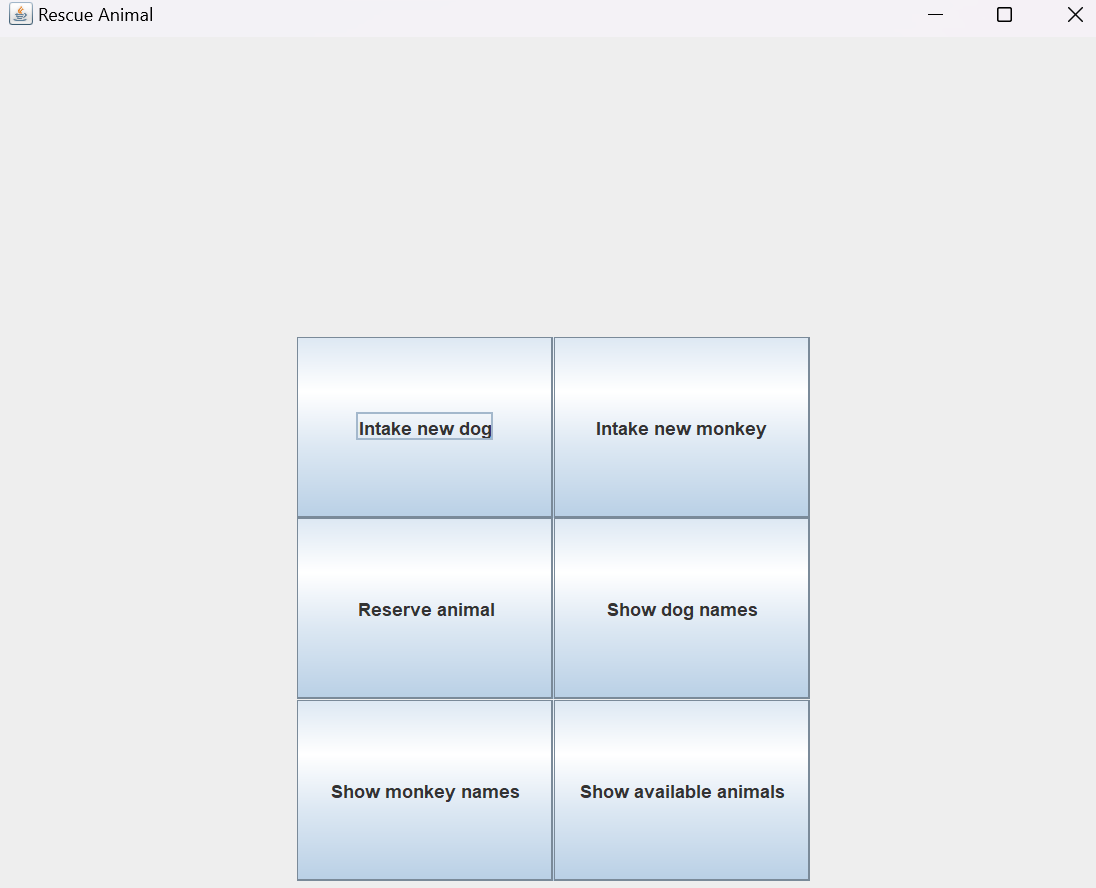 Rescue Animal
Intake new dog
Intake new monkey
Reserve animal
Show dog names
Show monkey names
Show available animals